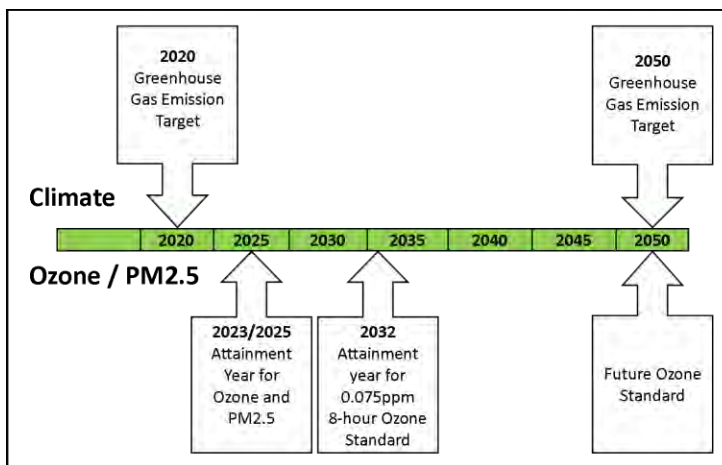 2020
Greenhouse
Gas Emission
Target
2050
Greenhouse
Gas Emission
Target
Climate
2020 2025 2030 2035 2040 2045 2050
Ozone / PM2.5
2023/2025
Attainment
Year for
Ozone and
PM2.5
2032
Attainment
year for
0.075ppm
8-hour Ozone
Standard
Future Ozone
Standard